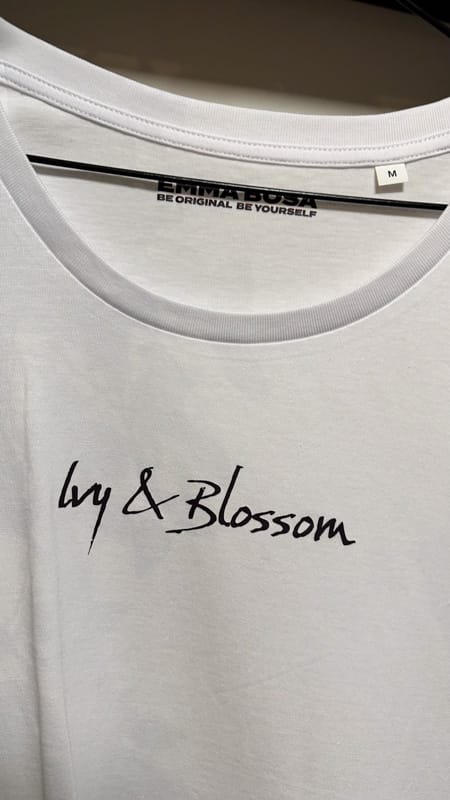 EMMA BOSA
BE ORIGINAL BE YOURSELF
M
Ivy & Blossom